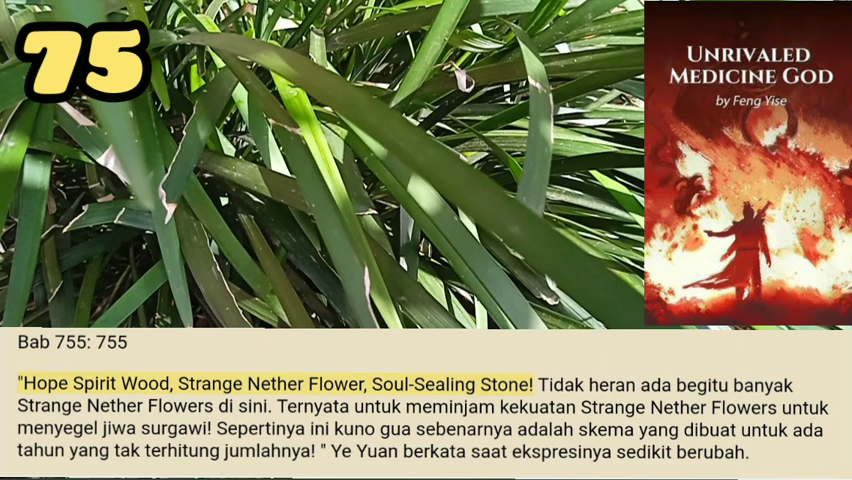 75
UNRIVALED
MEDICINE GOD
by Feng Yise
Bab 755: 755
"Hope Spirit Wood, Strange Nether Flower, Soul-Sealing Stone! Tidak heran ada begitu banyak
Strange Nether Flowers di sini. Ternyata untuk meminjam kekuatan Strange Nether Flowers untuk
menyegel jiwa surgawi! Sepertinya ini kuno gua sebenarnya adalah skema yang dibuat untuk ada
tahun yang tak terhitung jumlahnya! " Ye Yuan berkata saat ekspresinya sedikit berubah.